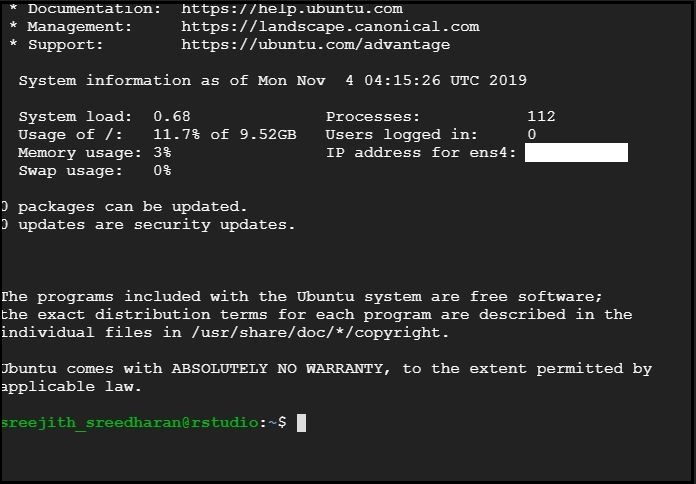 * Documentation:  https://help.ubuntu.com
* Management:     https://landscape.canonical.com
* Support:        https://ubuntu.com/advantage
System information as of Mon Nov  4 04:15:26 UTC 2019
System load:  0.68               Processes:           112
Usage of /:   11.7% of 9.52GB   Users logged in:     0
Memory usage: 3%                 IP address for ens4:
Swap usage:   0%
0 packages can be updated.
0 updates are security updates.
The programs included with the Ubuntu system are free software;
the exact distribution terms for each program are described in the
individual files in /usr/share/doc/*/copyright.
Ubuntu comes with ABSOLUTELY NO WARRANTY, to the extent permitted by
applicable law.
sreejith_sreedharan@rstudio:~$